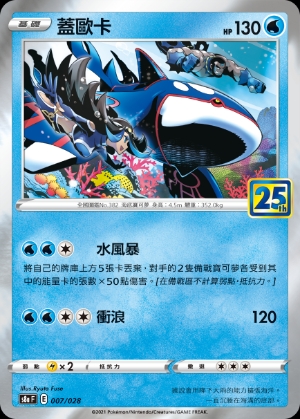 基礎 蓋歐卡 HP 130
全國圖鑑No.382 海底寶可夢 身高：4.5m 體重：352.0kg
25th
水風暴
將自己的牌庫上方5張卡丟棄，對手的2隻備戰寶可夢各受到其
中的能量卡的張數×50點傷害。[在備戰區不計算弱點、抵抗力。]
衝浪 120
弱點 ×2 抵抗力 撤退
illus. Ryota Fuse
s8a F E 007/028
©2021 Pokémon/Nintendo/Creatures/GAME FREAK.